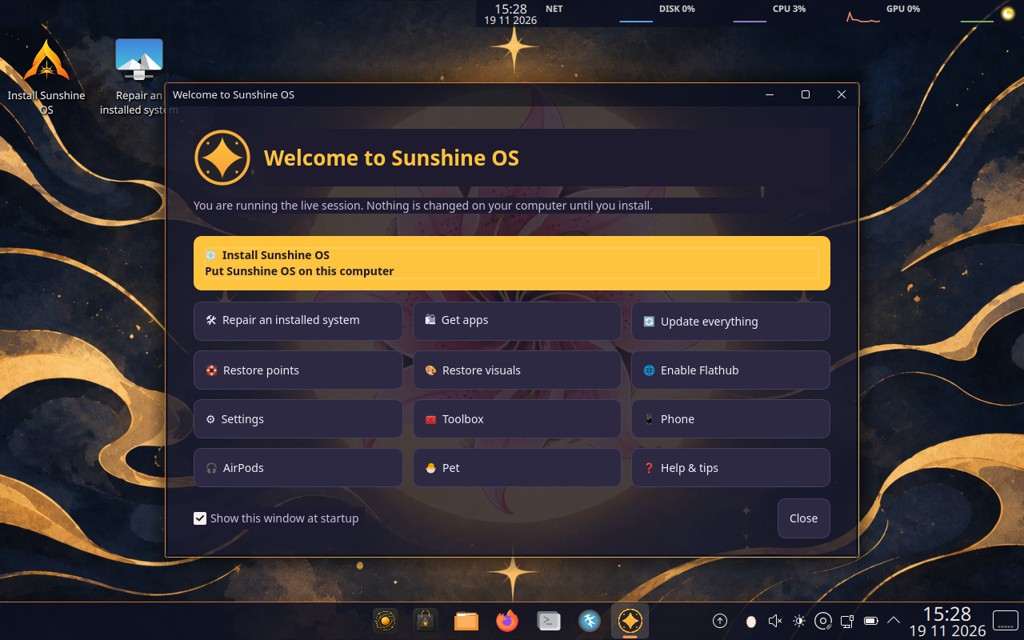 15:28
19 11 2026
NET
DISK 0%
CPU 3%
GPU 0%
Install Sunshine
OS
Repair an
installed system
Welcome to Sunshine OS
Welcome to Sunshine OS
You are running the live session. Nothing is changed on your computer until you install.
Install Sunshine OS
Put Sunshine OS on this computer
Repair an installed system
Get apps
Update everything
Restore points
Restore visuals
Enable Flathub
Settings
Toolbox
Phone
AirPods
Pet
Help & tips
Show this window at startup
Close
15:28
19 11 2026